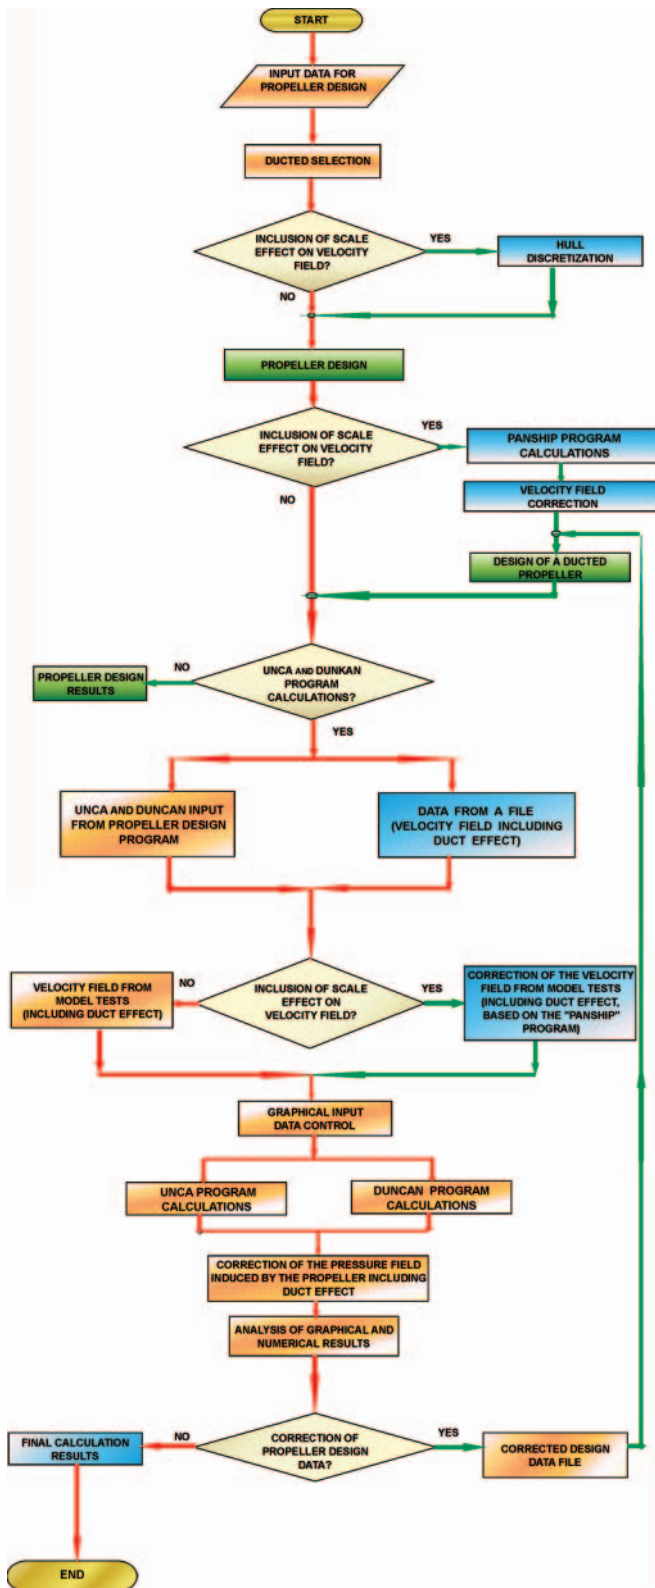 START
INPUT DATA FOR
PROPELLER DESIGN
DUCTED SELECTION
INCLUSION OF SCALE
EFFECT ON VELOCITY
FIELD?
YES
HULL
DISCRETIZATION
NO
PROPELLER DESIGN
INCLUSION OF SCALE
EFFECT ON VELOCITY
FIELD?
YES
PANSHIP PROGRAM
CALCULATIONS
VELOCITY FIELD
CORRECTION
NO
DESIGN OF A DUCTED
PROPELLER
UNCA AND DUNKAN
PROGRAM
CALCULATIONS?
NO
PROPELLER DESIGN
RESULTS
YES
UNCA AND DUNCAN INPUT
FROM PROPELLER DESIGN
PROGRAM
DATA FROM A FILE
(VELOCITY FIELD INCLUDING
DUCT EFFECT)
VELOCITY FIELD FROM
MODEL TESTS
(INCLUDING DUCT EFFECT)
NO
INCLUSION OF SCALE
EFFECT ON
VELOCITY FIELD?
YES
CORRECTION OF THE VELOCITY
FIELD FROM MODEL TESTS
(INCLUDING DUCT EFFECT,
BASED ON THE "PANSHIP"
PROGRAM)
GRAPHICAL INPUT
DATA CONTROL
UNCA PROGRAM
CALCULATIONS
DUNCAN PROGRAM
CALCULATIONS
CORRECTION OF THE PRESSURE FIELD
INDUCED BY THE PROPELLER INCLUDING
DUCT EFFECT
ANALYSIS OF GRAPHICAL AND
NUMERICAL RESULTS
FINAL CALCULATION
RESULTS
NO
CORRECTION OF
PROPELLER DESIGN
DATA?
YES
CORRECTED DESIGN
DATA FILE
END